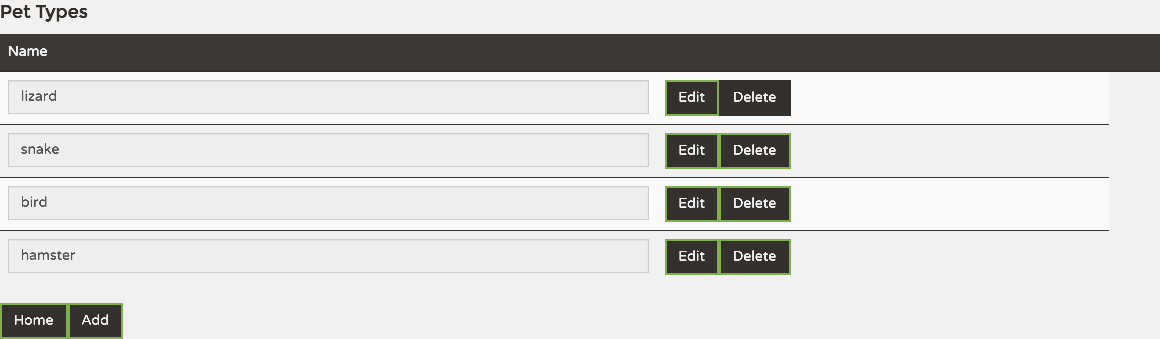 Pet Types
Name
lizard Edit Delete
snake Edit Delete
bird Edit Delete
hamster Edit Delete
Home Add